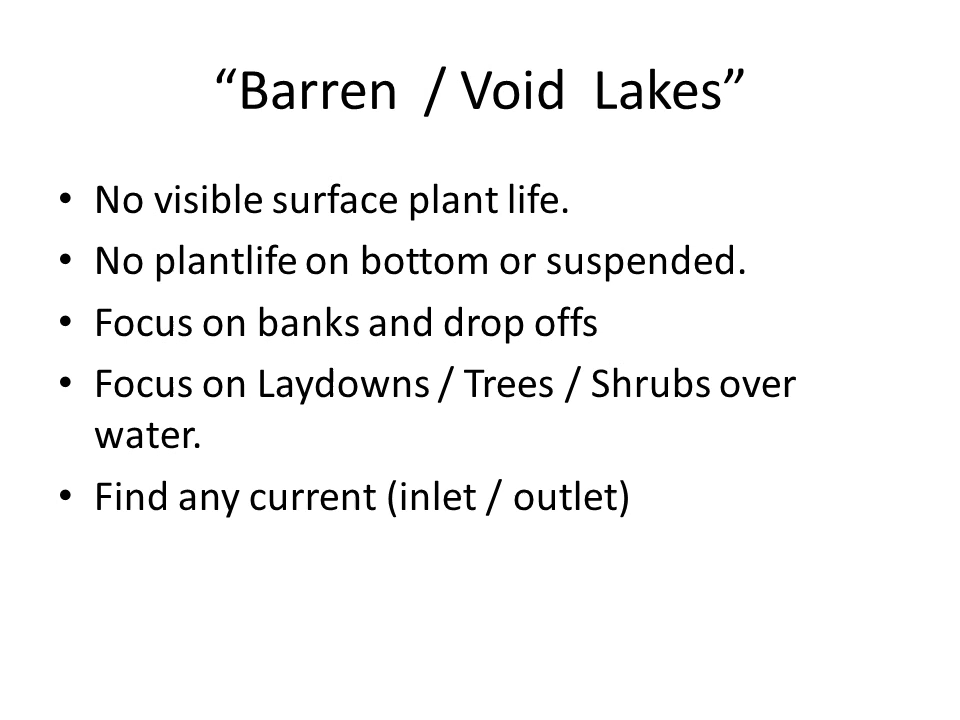 “Barren / Void Lakes”
• No visible surface plant life.
• No plantlife on bottom or suspended.
• Focus on banks and drop offs
• Focus on Laydowns / Trees / Shrubs over
water.
• Find any current (inlet / outlet)